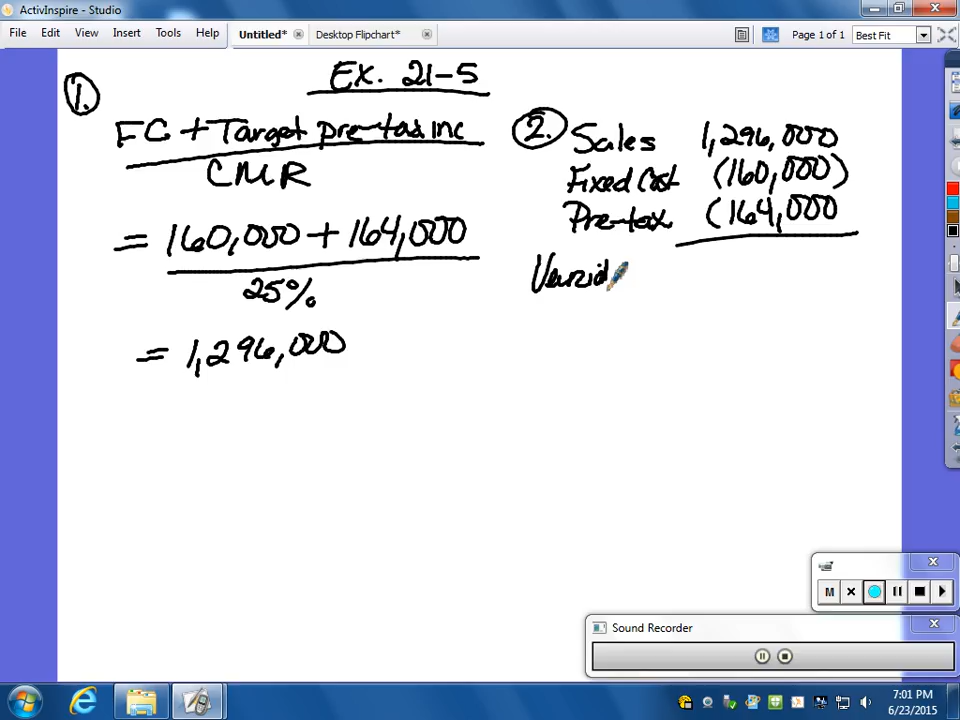 ActivInspire - Studio
File Edit View Insert Tools Help Untitled* Desktop Flipchart* Page 1 of 1 Best Fit
Ex. 21-5
1.
FC + Target pre-tax inc
CMR
= 160,000 + 164,000
25%
= 1,296,000
2. Sales 1,296,000
Fixed Cost (160,000)
Pre-tax (164,000
Variabl
M
Sound Recorder
7:01 PM
6/23/2015